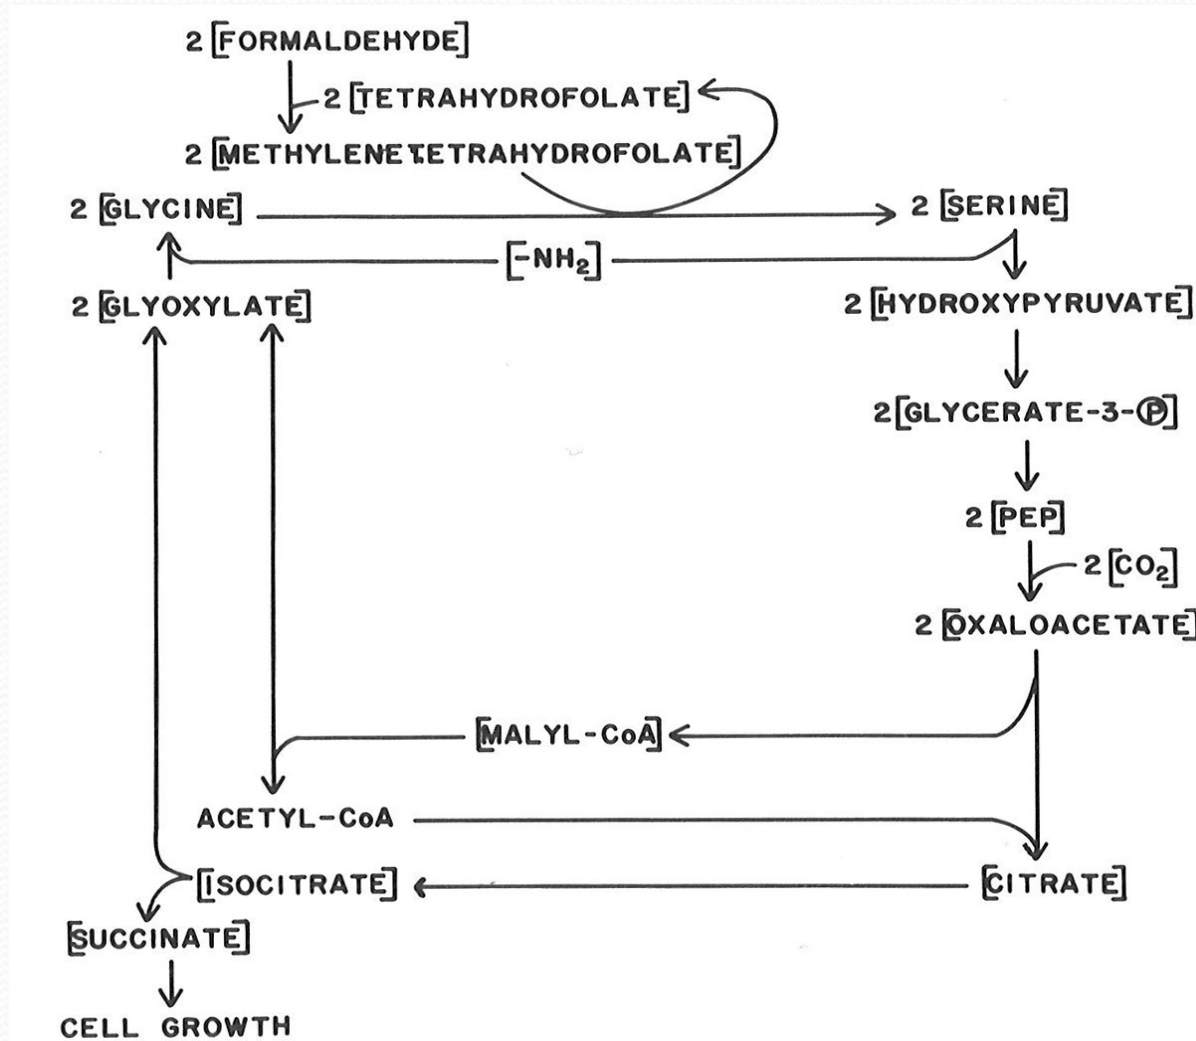 2 [FORMALDEHYDE]
2 [TETRAHYDROFOLATE]
2 [METHYLENETETRAHYDROFOLATE]
2 [GLYCINE]
2 [SERINE]
[-NH₂]
2 [GLYOXYLATE]
2 [HYDROXYPYRUVATE]
2 [GLYCERATE-3-Ⓟ]
2 [PEP]
2 [CO₂]
2 [OXALOACETATE]
[MALYL-CoA]
ACETYL-CoA
[ISOCITRATE]
[CITRATE]
[SUCCINATE]
CELL GROWTH